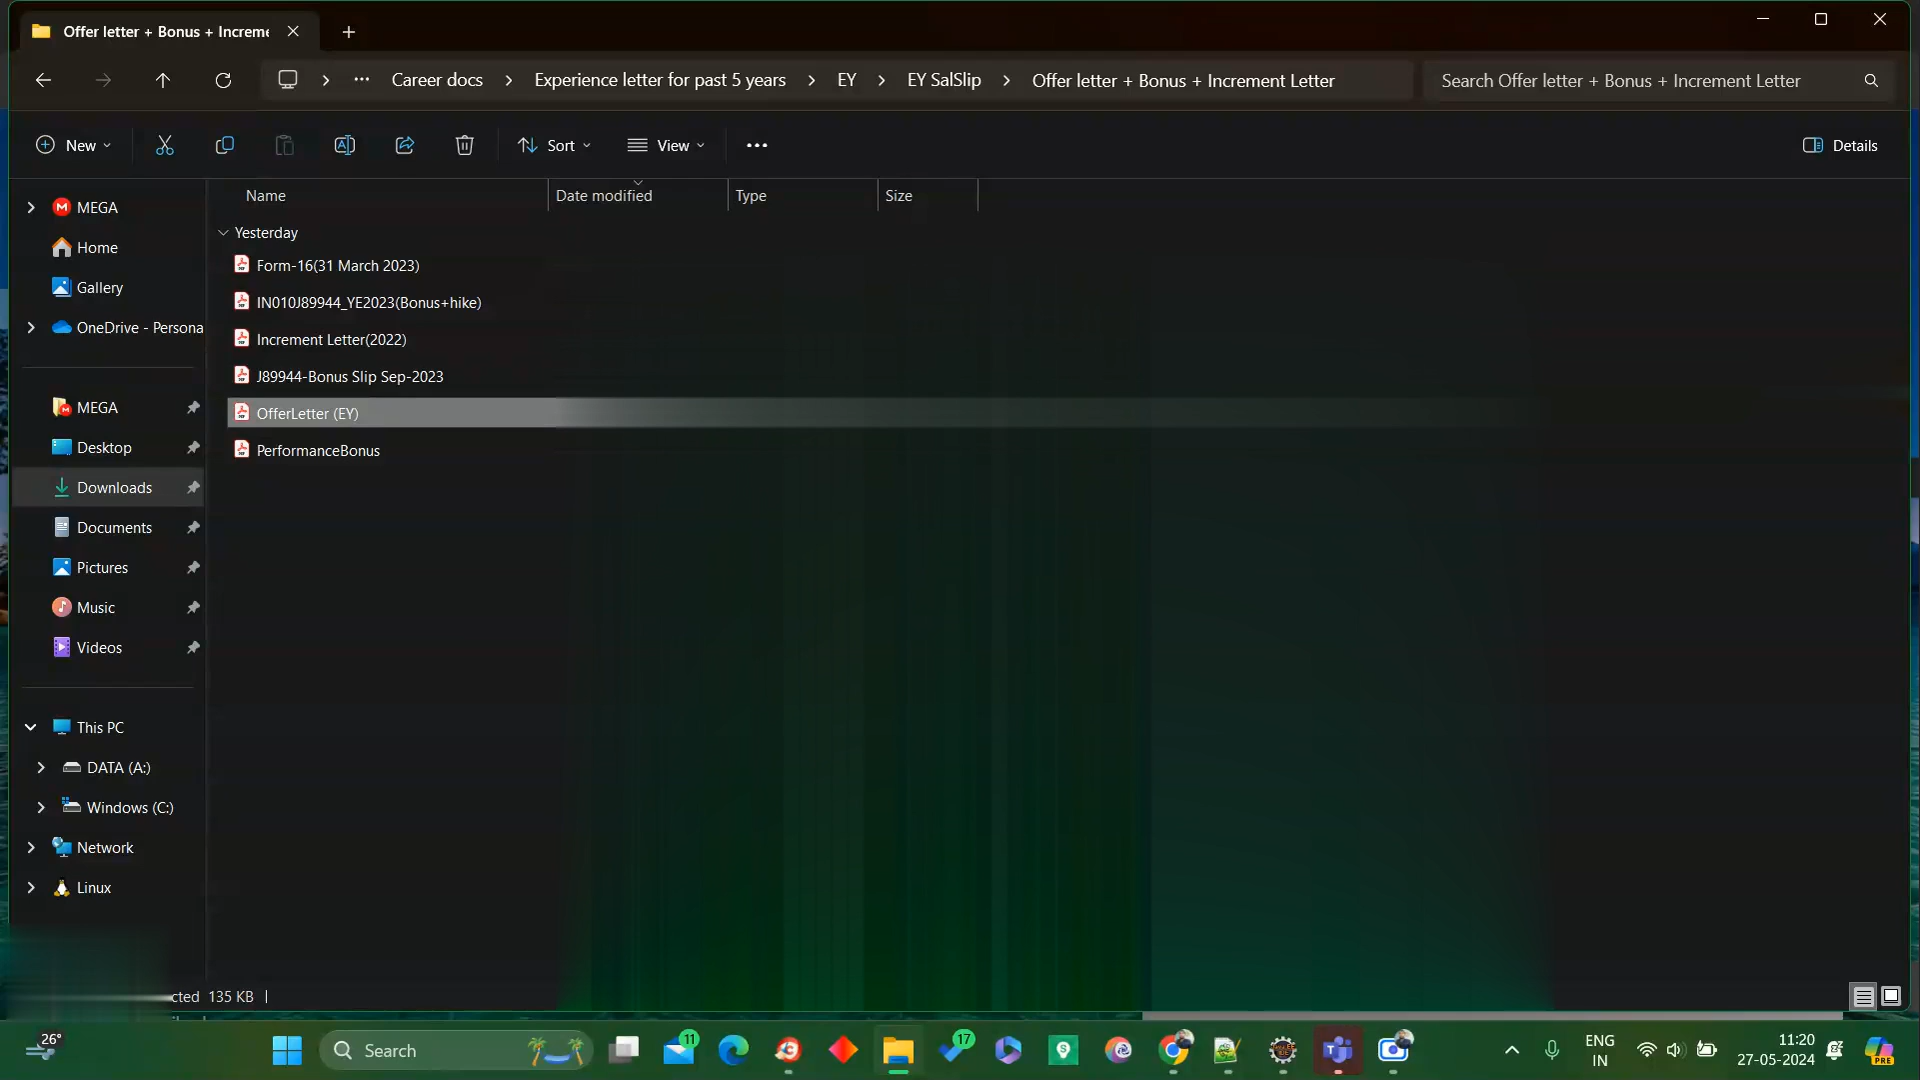 Offer letter + Bonus + Increme
Career docs
Experience letter for past 5 years
EY
EY SalSlip
Offer letter + Bonus + Increment Letter
Search Offer letter + Bonus + Increment Letter
New
Sort
View
Details
Name
Date modified
Type
Size
MEGA
Home
Gallery
OneDrive - Persona
MEGA
Desktop
Downloads
Documents
Pictures
Music
Videos
This PC
DATA (A:)
Windows (C:)
Network
Linux
Yesterday
Form-16(31 March 2023)
IN010J89944_YE2023(Bonus+hike)
Increment Letter(2022)
J89944-Bonus Slip Sep-2023
OfferLetter (EY)
PerformanceBonus
cted 135 KB
26°
Search
11
17
ENG
IN
11:20
27-05-2024
PRE